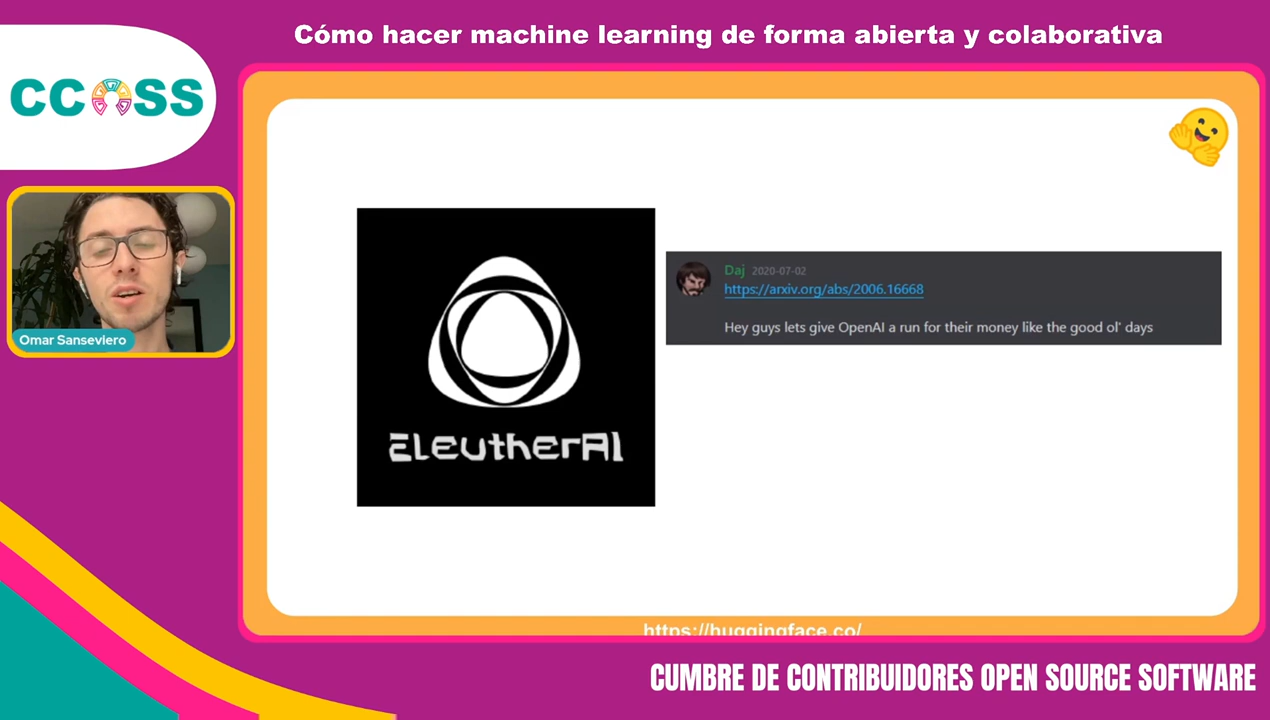 Cómo hacer machine learning de forma abierta y colaborativa
CCOSS
Omar Sanseviero
EleutherAI
Daj 2020-07-02
https://arxiv.org/abs/2006.16668
Hey guys lets give OpenAI a run for their money like the good ol' days
https://huggingface.co/
CUMBRE DE CONTRIBUIDORES OPEN SOURCE SOFTWARE